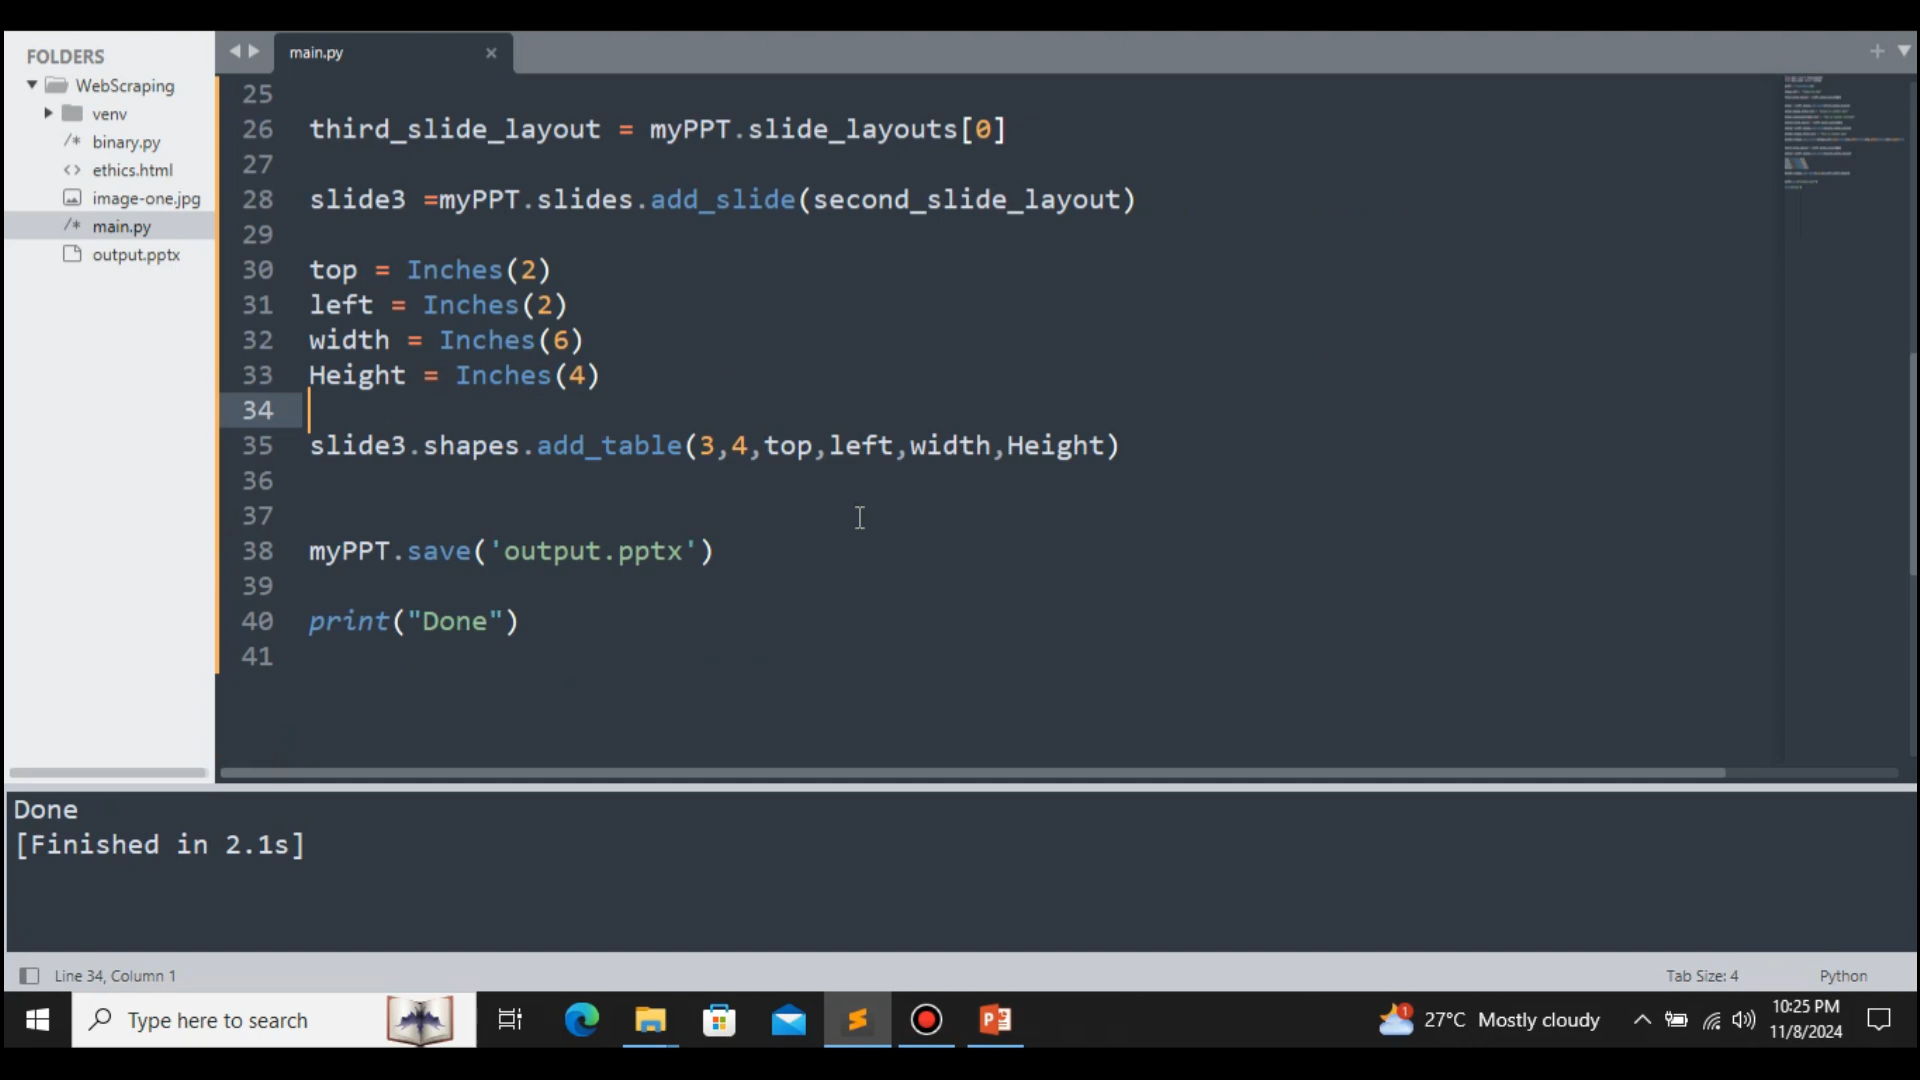 FOLDERS
WebScraping
venv
/* binary.py
<> ethics.html
image-one.jpg
/* main.py
output.pptx
main.py
25
26 third_slide_layout = myPPT.slide_layouts[0]
27
28 slide3 =myPPT.slides.add_slide(second_slide_layout)
29
30 top = Inches(2)
31 left = Inches(2)
32 width = Inches(6)
33 Height = Inches(4)
34
35 slide3.shapes.add_table(3,4,top,left,width,Height)
36
37
38 myPPT.save('output.pptx')
39
40 print("Done")
41
Done
[Finished in 2.1s]
Line 34, Column 1
Tab Size: 4
Python
Type here to search
1
27°C Mostly cloudy
10:25 PM
11/8/2024